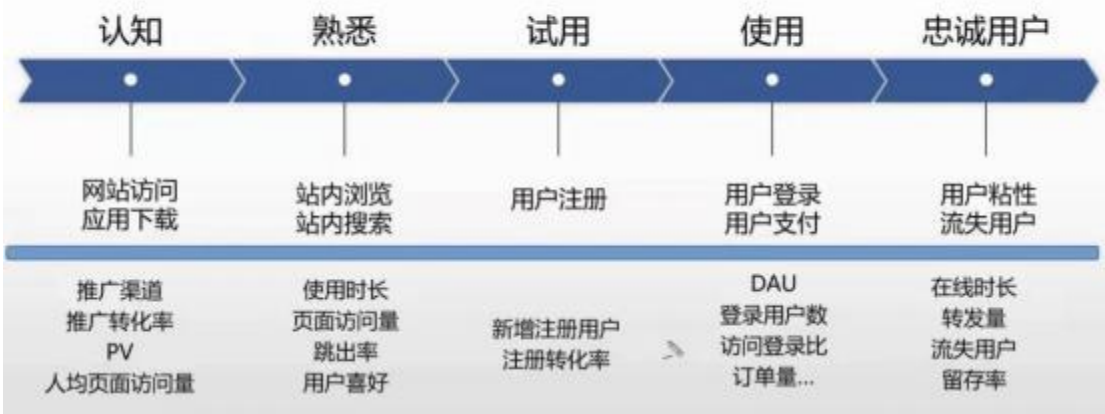 认知
熟悉
试用
使用
忠诚用户
网站访问
应用下载
站内浏览
站内搜索
用户注册
用户登录
用户支付
用户粘性
流失用户
推广渠道
推广转化率
PV
人均页面访问量
使用时长
页面访问量
跳出率
用户喜好
新增注册用户
注册转化率
DAU
登录用户数
访问登录比
订单量...
在线时长
转发量
流失用户
留存率